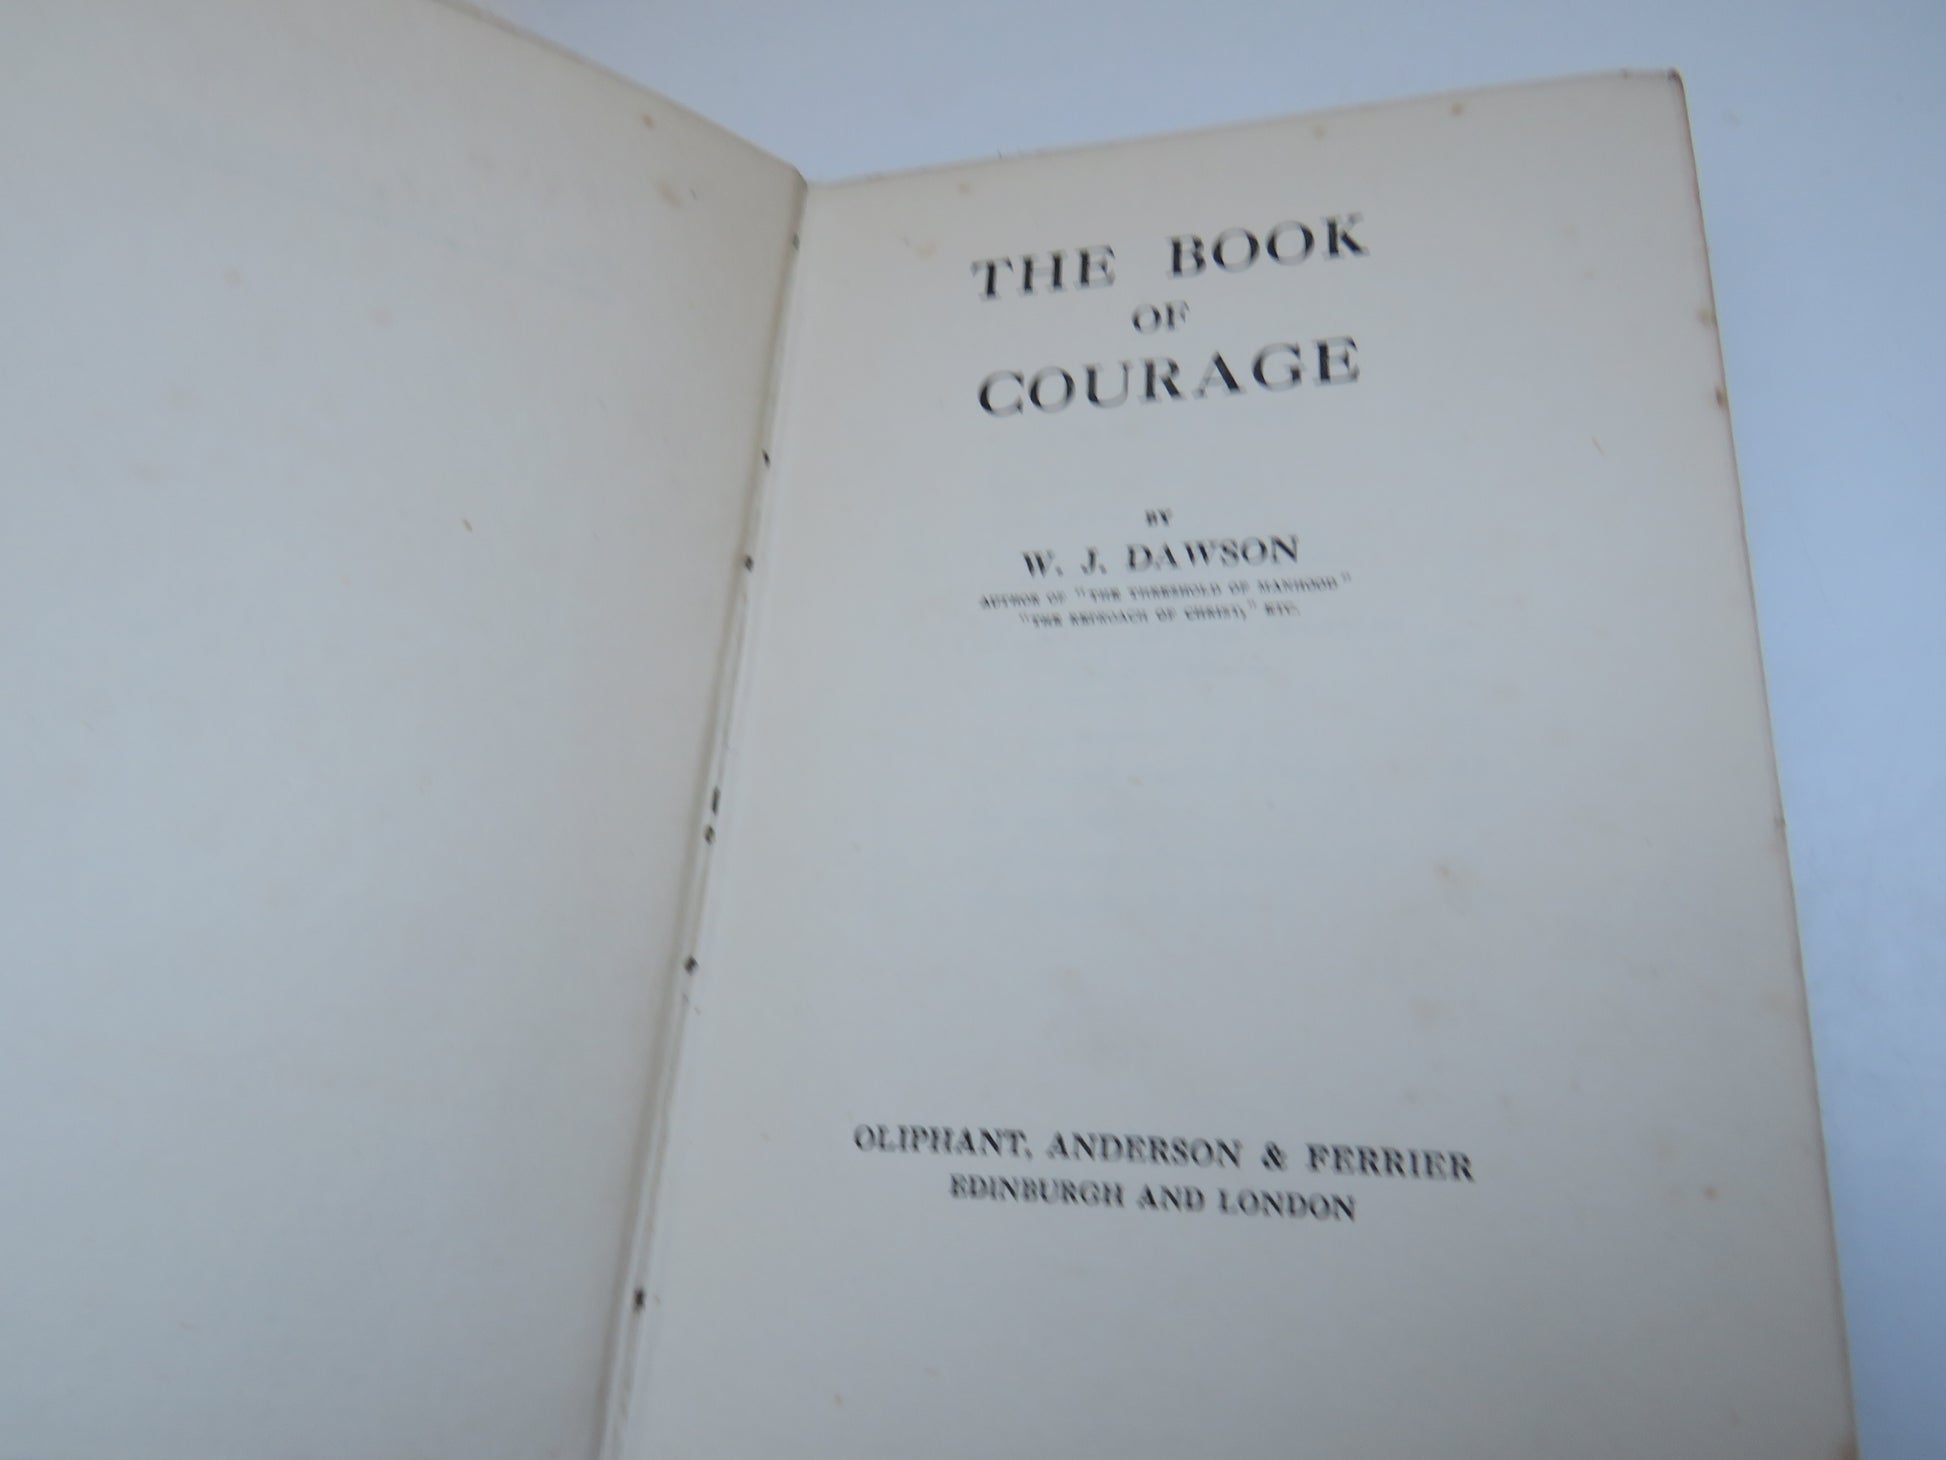 THE BOOK
OF
COURAGE
BY
W. J. DAWSON
AUTHOR OF "THE THRESHOLD OF MANHOOD"
"THE REPROACH OF CHRIST," ETC.
OLIPHANT, ANDERSON & FERRIER
EDINBURGH AND LONDON